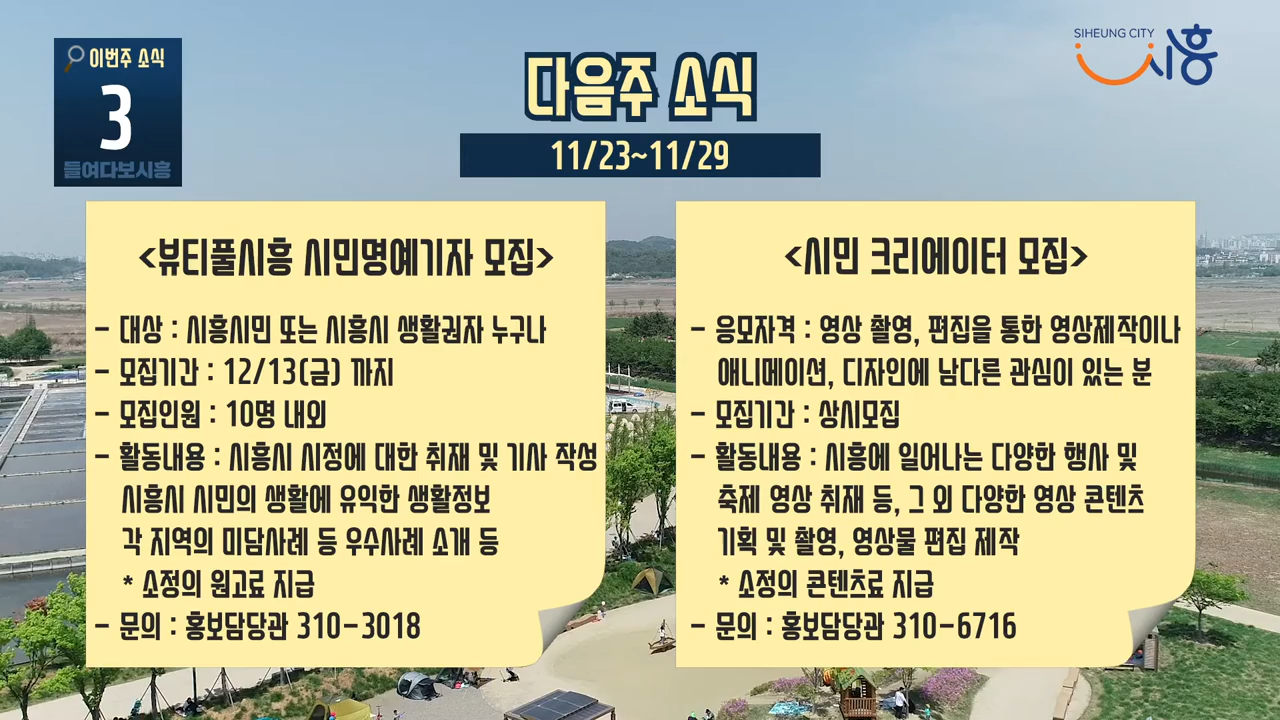 이번주 소식
3
들여다보시흥
SIHEUNG CITY
시흥
다음주 소식
11/23~11/29
<뷰티풀시흥 시민명예기자 모집>
- 대상 : 시흥시민 또는 시흥시 생활권자 누구나
- 모집기간 : 12/13(금) 까지
- 모집인원 : 10명 내외
- 활동내용 : 시흥시 시정에 대한 취재 및 기사 작성
시흥시 시민의 생활에 유익한 생활정보
각 지역의 미담사례 등 우수사례 소개 등
* 소정의 원고료 지급
- 문의 : 홍보담당관 310-3018
<시민 크리에이터 모집>
- 응모자격 : 영상 촬영, 편집을 통한 영상제작이나
애니메이션, 디자인에 남다른 관심이 있는 분
- 모집기간 : 상시모집
- 활동내용 : 시흥에 일어나는 다양한 행사 및
축제 영상 취재 등, 그 외 다양한 영상 콘텐츠
기획 및 촬영, 영상물 편집 제작
* 소정의 콘텐츠료 지급
- 문의 : 홍보담당관 310-6716